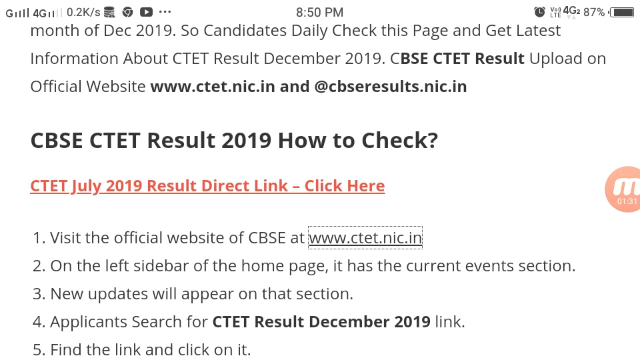 4G 0.2K/s 8:50 PM VoLTE 4G2 87%
month of Dec 2019. So Candidates Daily Check this Page and Get Latest
Information About CTET Result December 2019. CBSE CTET Result Upload on
Official Website www.ctet.nic.in and @cbseresults.nic.in
CBSE CTET Result 2019 How to Check?
CTET July 2019 Result Direct Link – Click Here
01:31
1. Visit the official website of CBSE at www.ctet.nic.in
2. On the left sidebar of the home page, it has the current events section.
3. New updates will appear on that section.
4. Applicants Search for CTET Result December 2019 link.
5. Find the link and click on it.